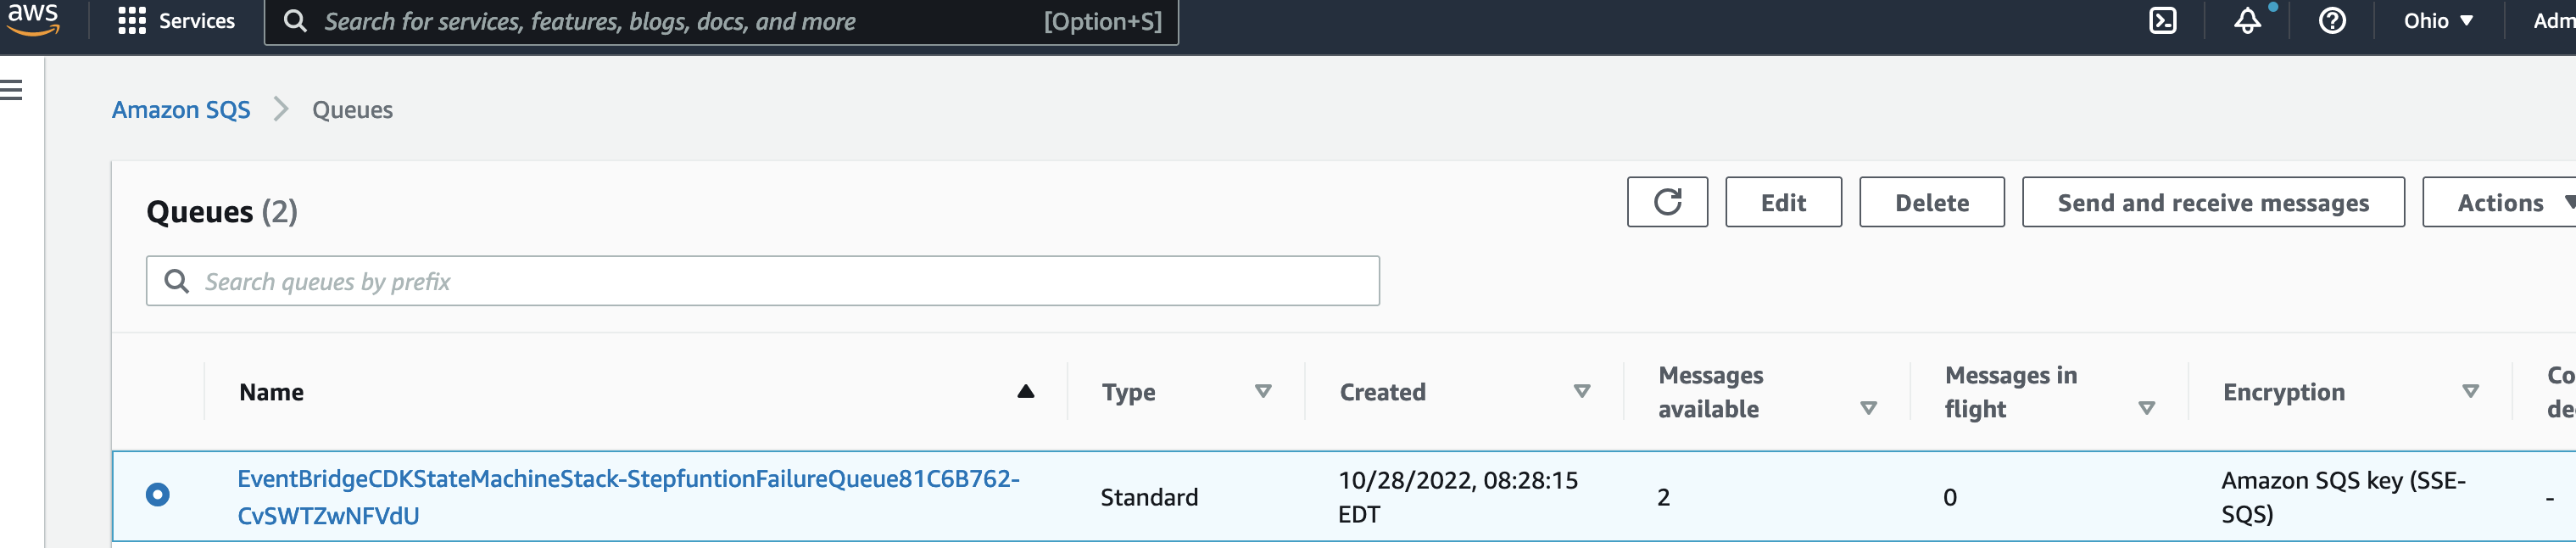 aws
Services
Search for services, features, blogs, docs, and more
[Option+S]
Ohio
Adm
Amazon SQS
Queues
Queues (2)
Edit
Delete
Send and receive messages
Actions
Search queues by prefix
Name
Type
Created
Messages
available
Messages in
flight
Encryption
Co
de
EventBridgeCDKStateMachineStack-StepfuntionFailureQueue81C6B762-
CvSWTZwNFVdU
Standard
10/28/2022, 08:28:15
EDT
2
0
Amazon SQS key (SSE-
SQS)
-